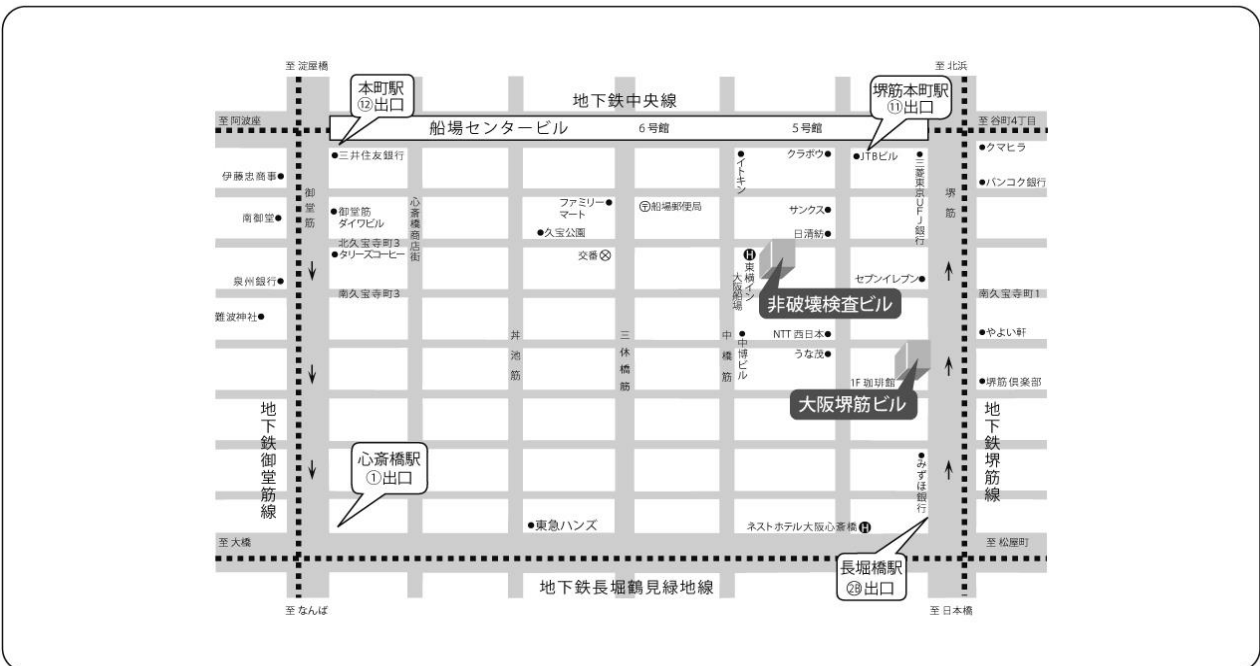 至 淀屋橋
至 北浜
本町駅
⑫出口
地下鉄中央線
堺筋本町駅
⑪出口
至 阿波座
船場センタービル
6号館
5号館
至 谷町4丁目
●三井住友銀行
●イトキン
クラボウ●
●JTBビル
●三菱東京UFJ銀行
●クマヒラ
伊藤忠商事●
●バンコク銀行
御堂筋
心斎橋商店街
堺筋
南御堂●
●御堂筋
ダイワビル
ファミリー●
マート
〒船場郵便局
サンクス●
●久宝公園
日清紡●
北久宝寺町3
●タリーズコーヒー
交番
H東横イン
大阪船場
泉州銀行●
セブンイレブン●
南久宝寺町3
非破壊検査ビル
南久宝寺町1
難波神社●
丼池筋
三休橋筋
中橋筋
●中博ビル
NTT 西日本●
●やよい軒
うな茂●
1F 珈琲館
●堺筋倶楽部
大阪堺筋ビル
地下鉄御堂筋線
地下鉄堺筋線
心斎橋駅
①出口
●みずほ銀行
●東急ハンズ
ネストホテル大阪心斎橋H
至 大橋
至 松屋町
長堀橋駅
㉘出口
地下鉄長堀鶴見緑地線
至 なんば
至 日本橋